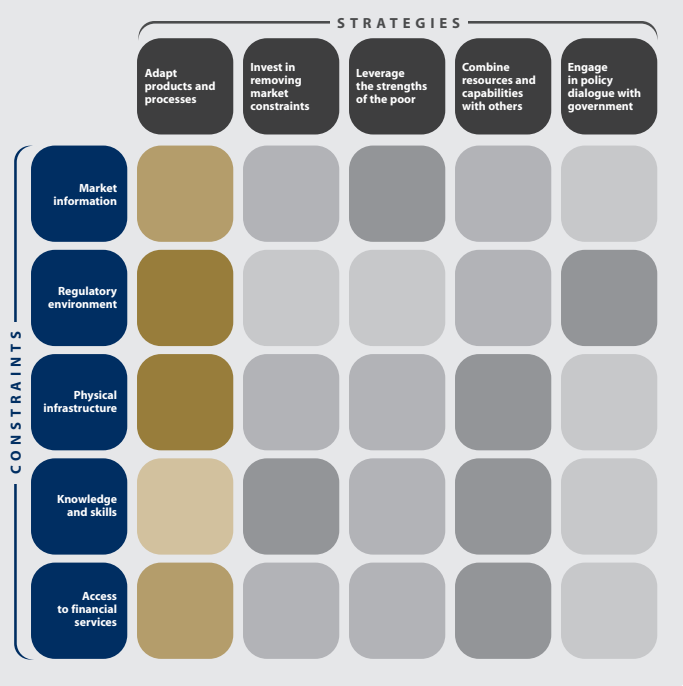 STRATEGIES
Adapt
products and
processes
Invest in
removing
market
constraints
Leverage
the strengths
of the poor
Combine
resources and
capabilities
with others
Engage
in policy
dialogue with
government
CONSTRAINTS
Market
information
Regulatory
environment
Physical
infrastructure
Knowledge
and skills
Access
to financial
services